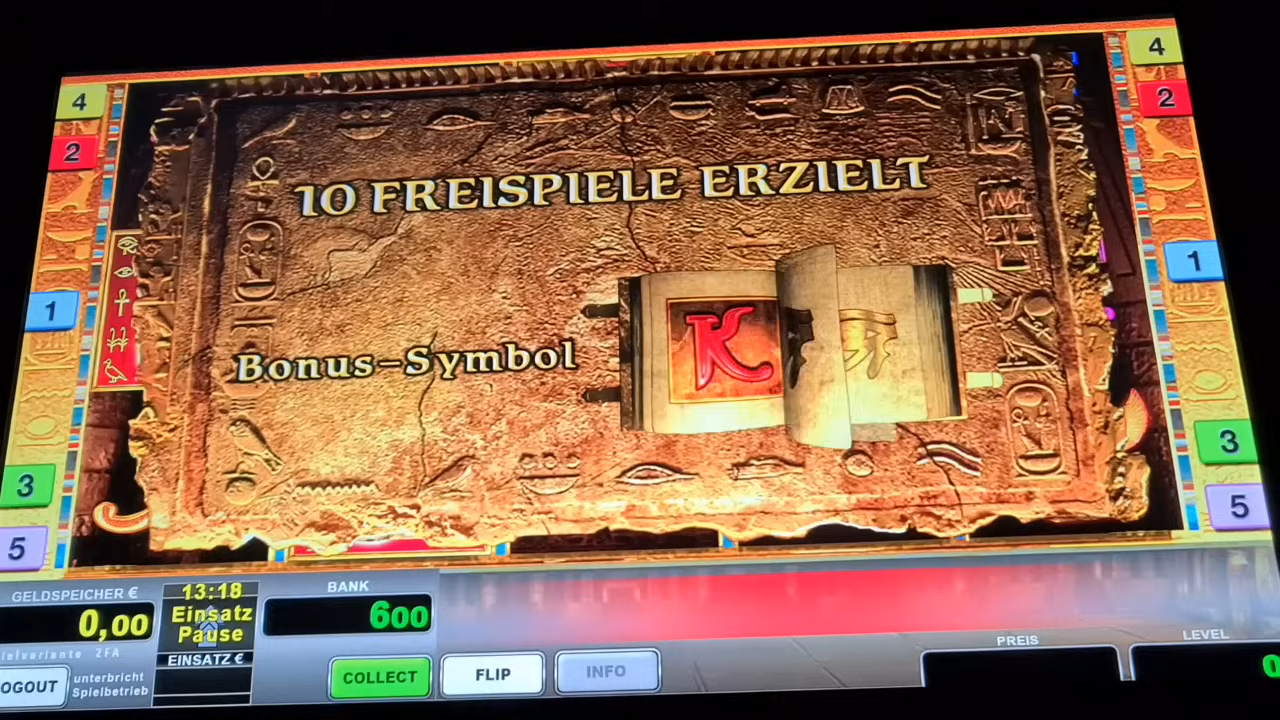 4
4
2
2
10 FREISPIELE ERZIELT
1
1
Bonus-Symbol
K
3
3
5
5
GELDSPEICHER €
0,00
13:18
Einsatz
Pause
EINSATZ €
BANK
600
2FA
OGOUT
unterbricht
Spielbetrieb
COLLECT
FLIP
INFO
PREIS
LEVEL
0